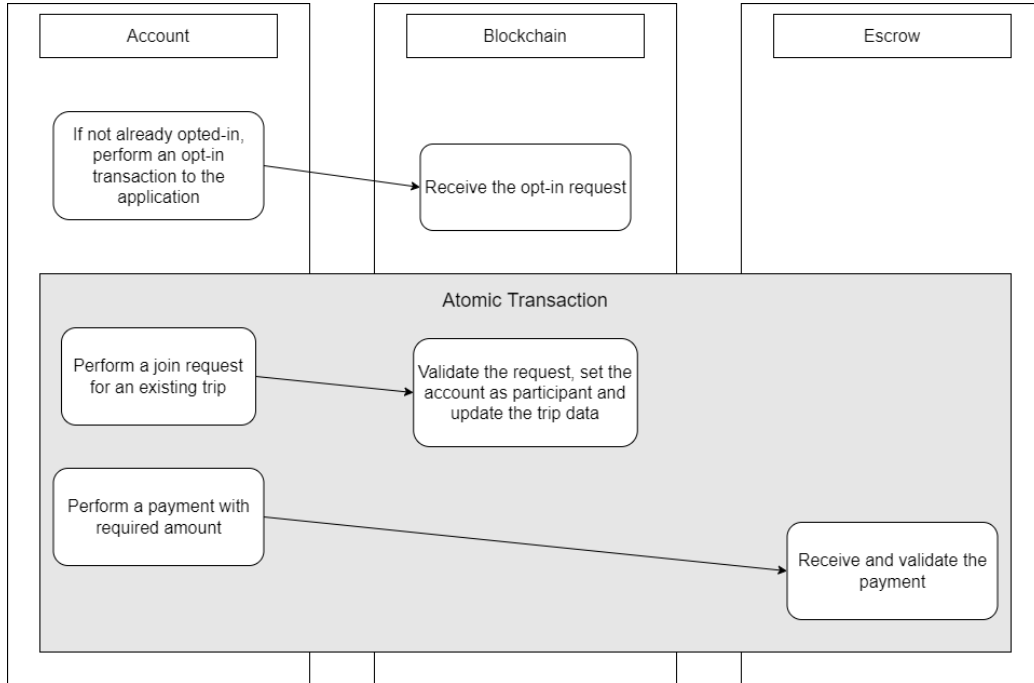 Account
Blockchain
Escrow
If not already opted-in,
perform an opt-in
transaction to the
application
Receive the opt-in request
Atomic Transaction
Perform a join request
for an existing trip
Validate the request, set the
account as participant and
update the trip data
Perform a payment with
required amount
Receive and validate the
payment